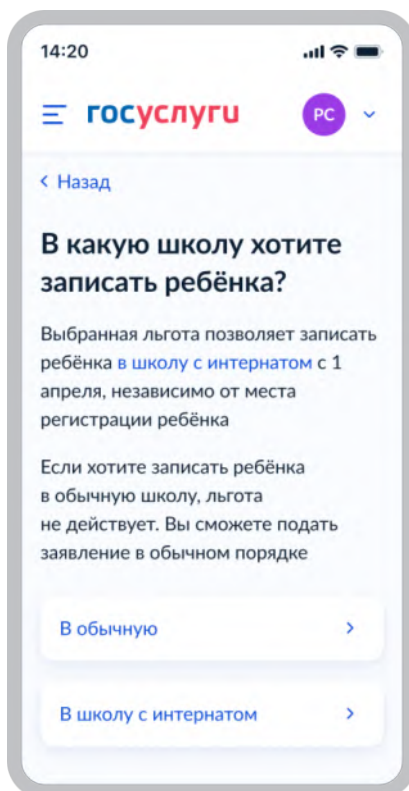 14:20
госуслуги
РС
Назад
В какую школу хотите
записать ребёнка?
Выбранная льгота позволяет записать
ребёнка в школу с интернатом с 1
апреля, независимо от места
регистрации ребёнка
Если хотите записать ребёнка
в обычную школу, льгота
не действует. Вы сможете подать
заявление в обычном порядке
В обычную
В школу с интернатом